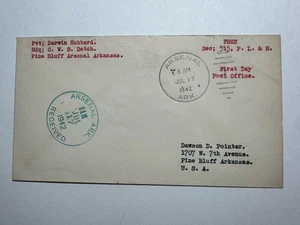 Pvt; Darwin Hubbard.
Hdq; C. W. S. Detch.
Pine Bluff Arsenal Arkansas.
FREE
Sec; 515, P. L. & R.
First Day
Post Office.
ARSENAL
8 AM
JUL 17
1942
ARK.
ARSENAL ARK.
JUL
17
1942
RECEIVED
Dawson D. Pointer.
1707 W. 7th Avenue.
Pine Bluff Arkansas.
U. S. A.